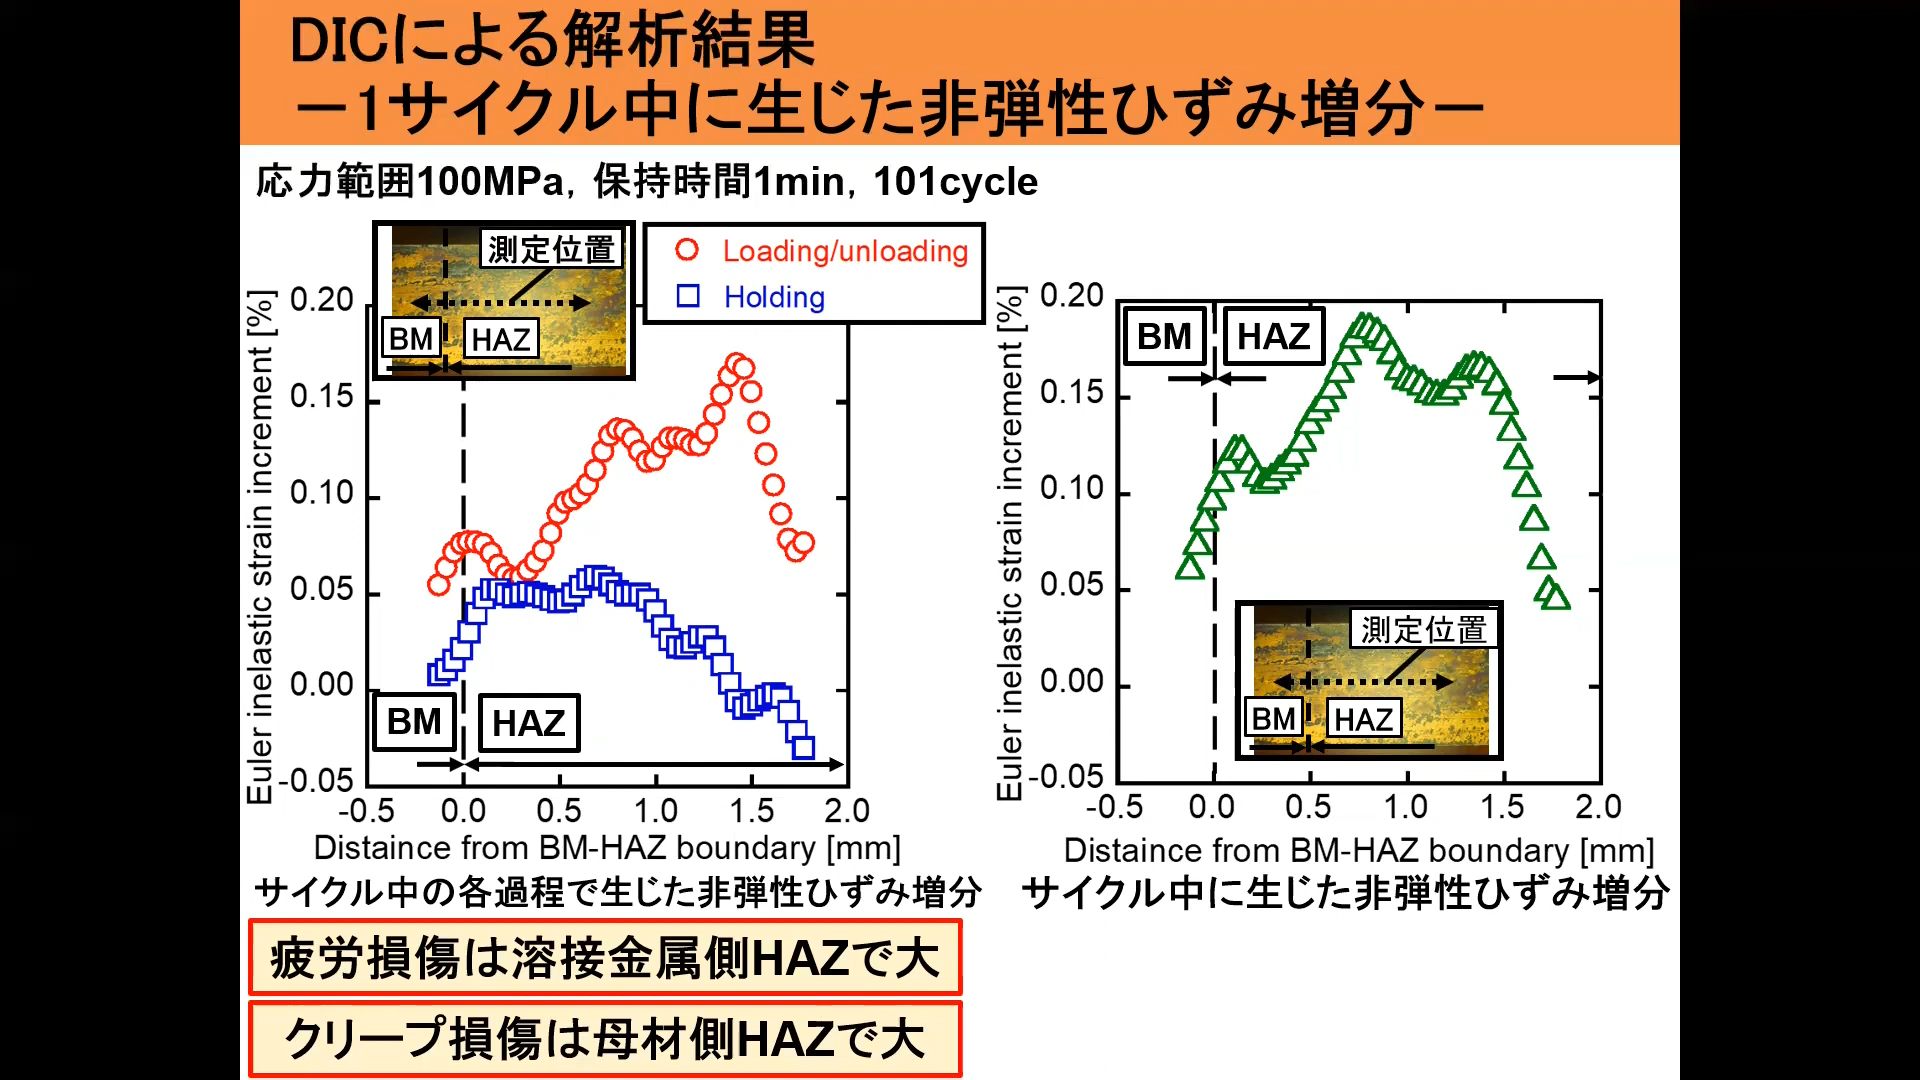 DICによる解析結果
－1サイクル中に生じた非弾性ひずみ増分－
応力範囲100MPa，保持時間1min，101cycle
測定位置
BM
HAZ
Loading/unloading
Holding
Euler inelastic strain increment [%]
0.20
0.15
0.10
0.05
0.00
-0.05
BM
HAZ
-0.5
0.0
0.5
1.0
1.5
2.0
Distaince from BM-HAZ boundary [mm]
サイクル中の各過程で生じた非弾性ひずみ増分
Euler inelastic strain increment [%]
0.20
0.15
0.10
0.05
0.00
-0.05
BM
HAZ
測定位置
BM
HAZ
-0.5
0.0
0.5
1.0
1.5
2.0
Distaince from BM-HAZ boundary [mm]
サイクル中に生じた非弾性ひずみ増分
疲労損傷は溶接金属側HAZで大
クリープ損傷は母材側HAZで大